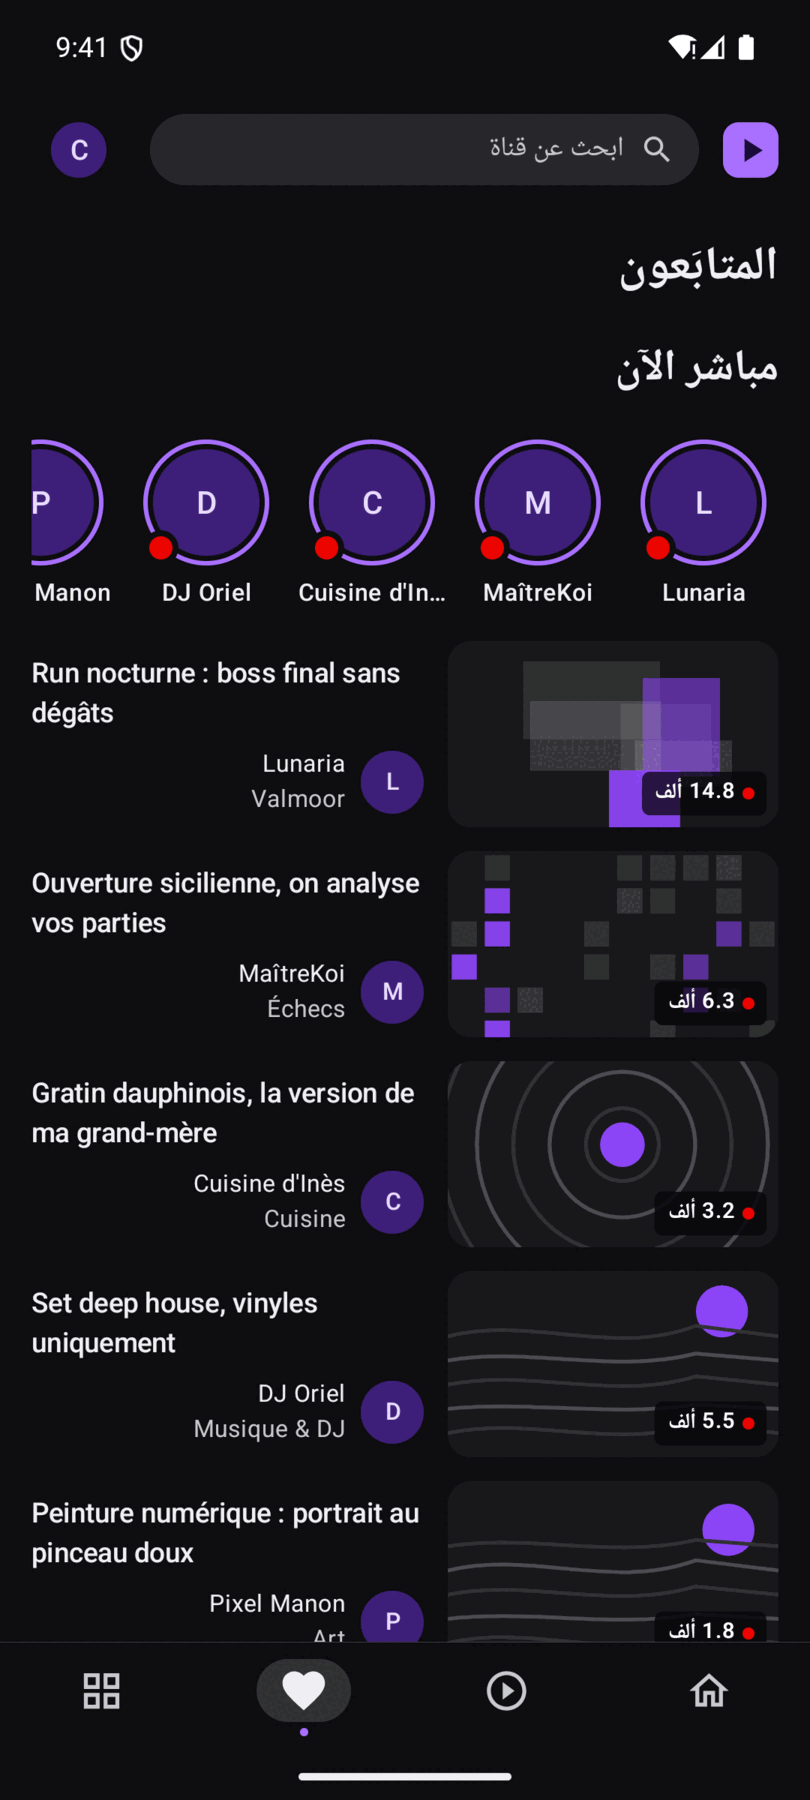 9:41
C
ابحث عن قناة
المتابَعون
مباشر الآن
L
M
C
D
P
Lunaria
MaîtreKoi
Cuisine d'In...
DJ Oriel
Manon
Run nocturne : boss final sans
dégâts
Lunaria
Valmoor
L
14.8 ألف
Ouverture sicilienne, on analyse
vos parties
MaîtreKoi
Échecs
M
6.3 ألف
Gratin dauphinois, la version de
ma grand-mère
Cuisine d'Inès
Cuisine
C
3.2 ألف
Set deep house, vinyles
uniquement
DJ Oriel
Musique & DJ
D
5.5 ألف
Peinture numérique : portrait au
pinceau doux
Pixel Manon
Art
P
1.8 ألف